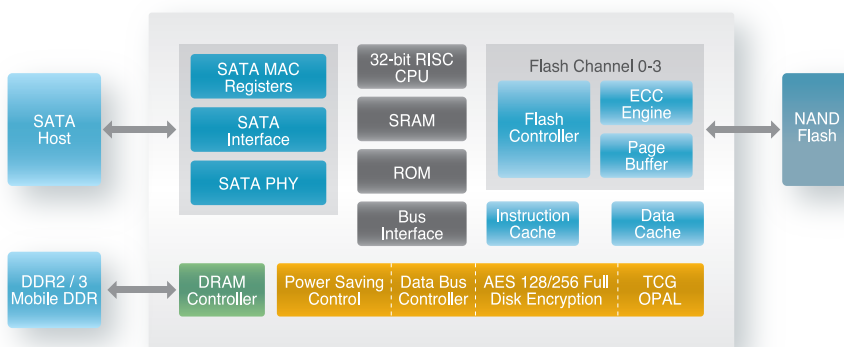 SATA
Host
DDR2 / 3
Mobile DDR
SATA MAC
Registers
SATA
Interface
SATA PHY
32-bit RISC
CPU
SRAM
ROM
Bus
Interface
Flash Channel 0-3
Flash
Controller
ECC
Engine
Page
Buffer
Instruction
Cache
Data
Cache
DRAM
Controller
Power Saving
Control
Data Bus
Controller
AES 128/256 Full
Disk Encryption
TCG
OPAL
NAND
Flash